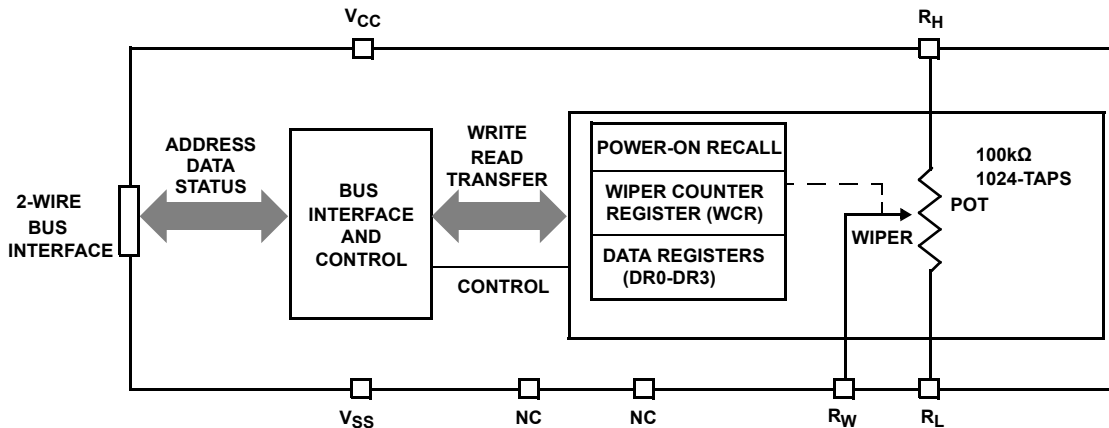 VCC
RH
ADDRESS
DATA
STATUS
WRITE
READ
TRANSFER
2-WIRE
BUS
INTERFACE
BUS
INTERFACE
AND
CONTROL
CONTROL
POWER-ON RECALL
WIPER COUNTER
REGISTER (WCR)
DATA REGISTERS
(DR0-DR3)
100kΩ
1024-TAPS
POT
WIPER
VSS
NC
NC
RW
RL